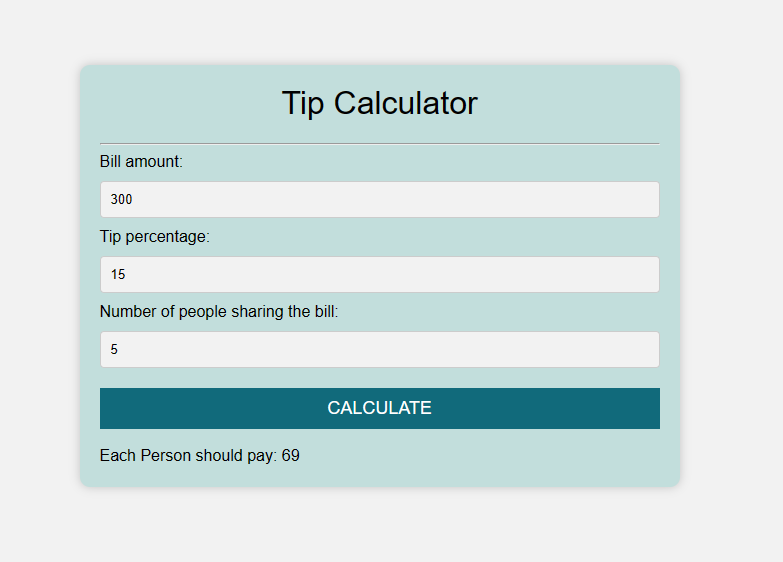 Tip Calculator
Bill amount:
300
Tip percentage:
15
Number of people sharing the bill:
5
CALCULATE
Each Person should pay: 69